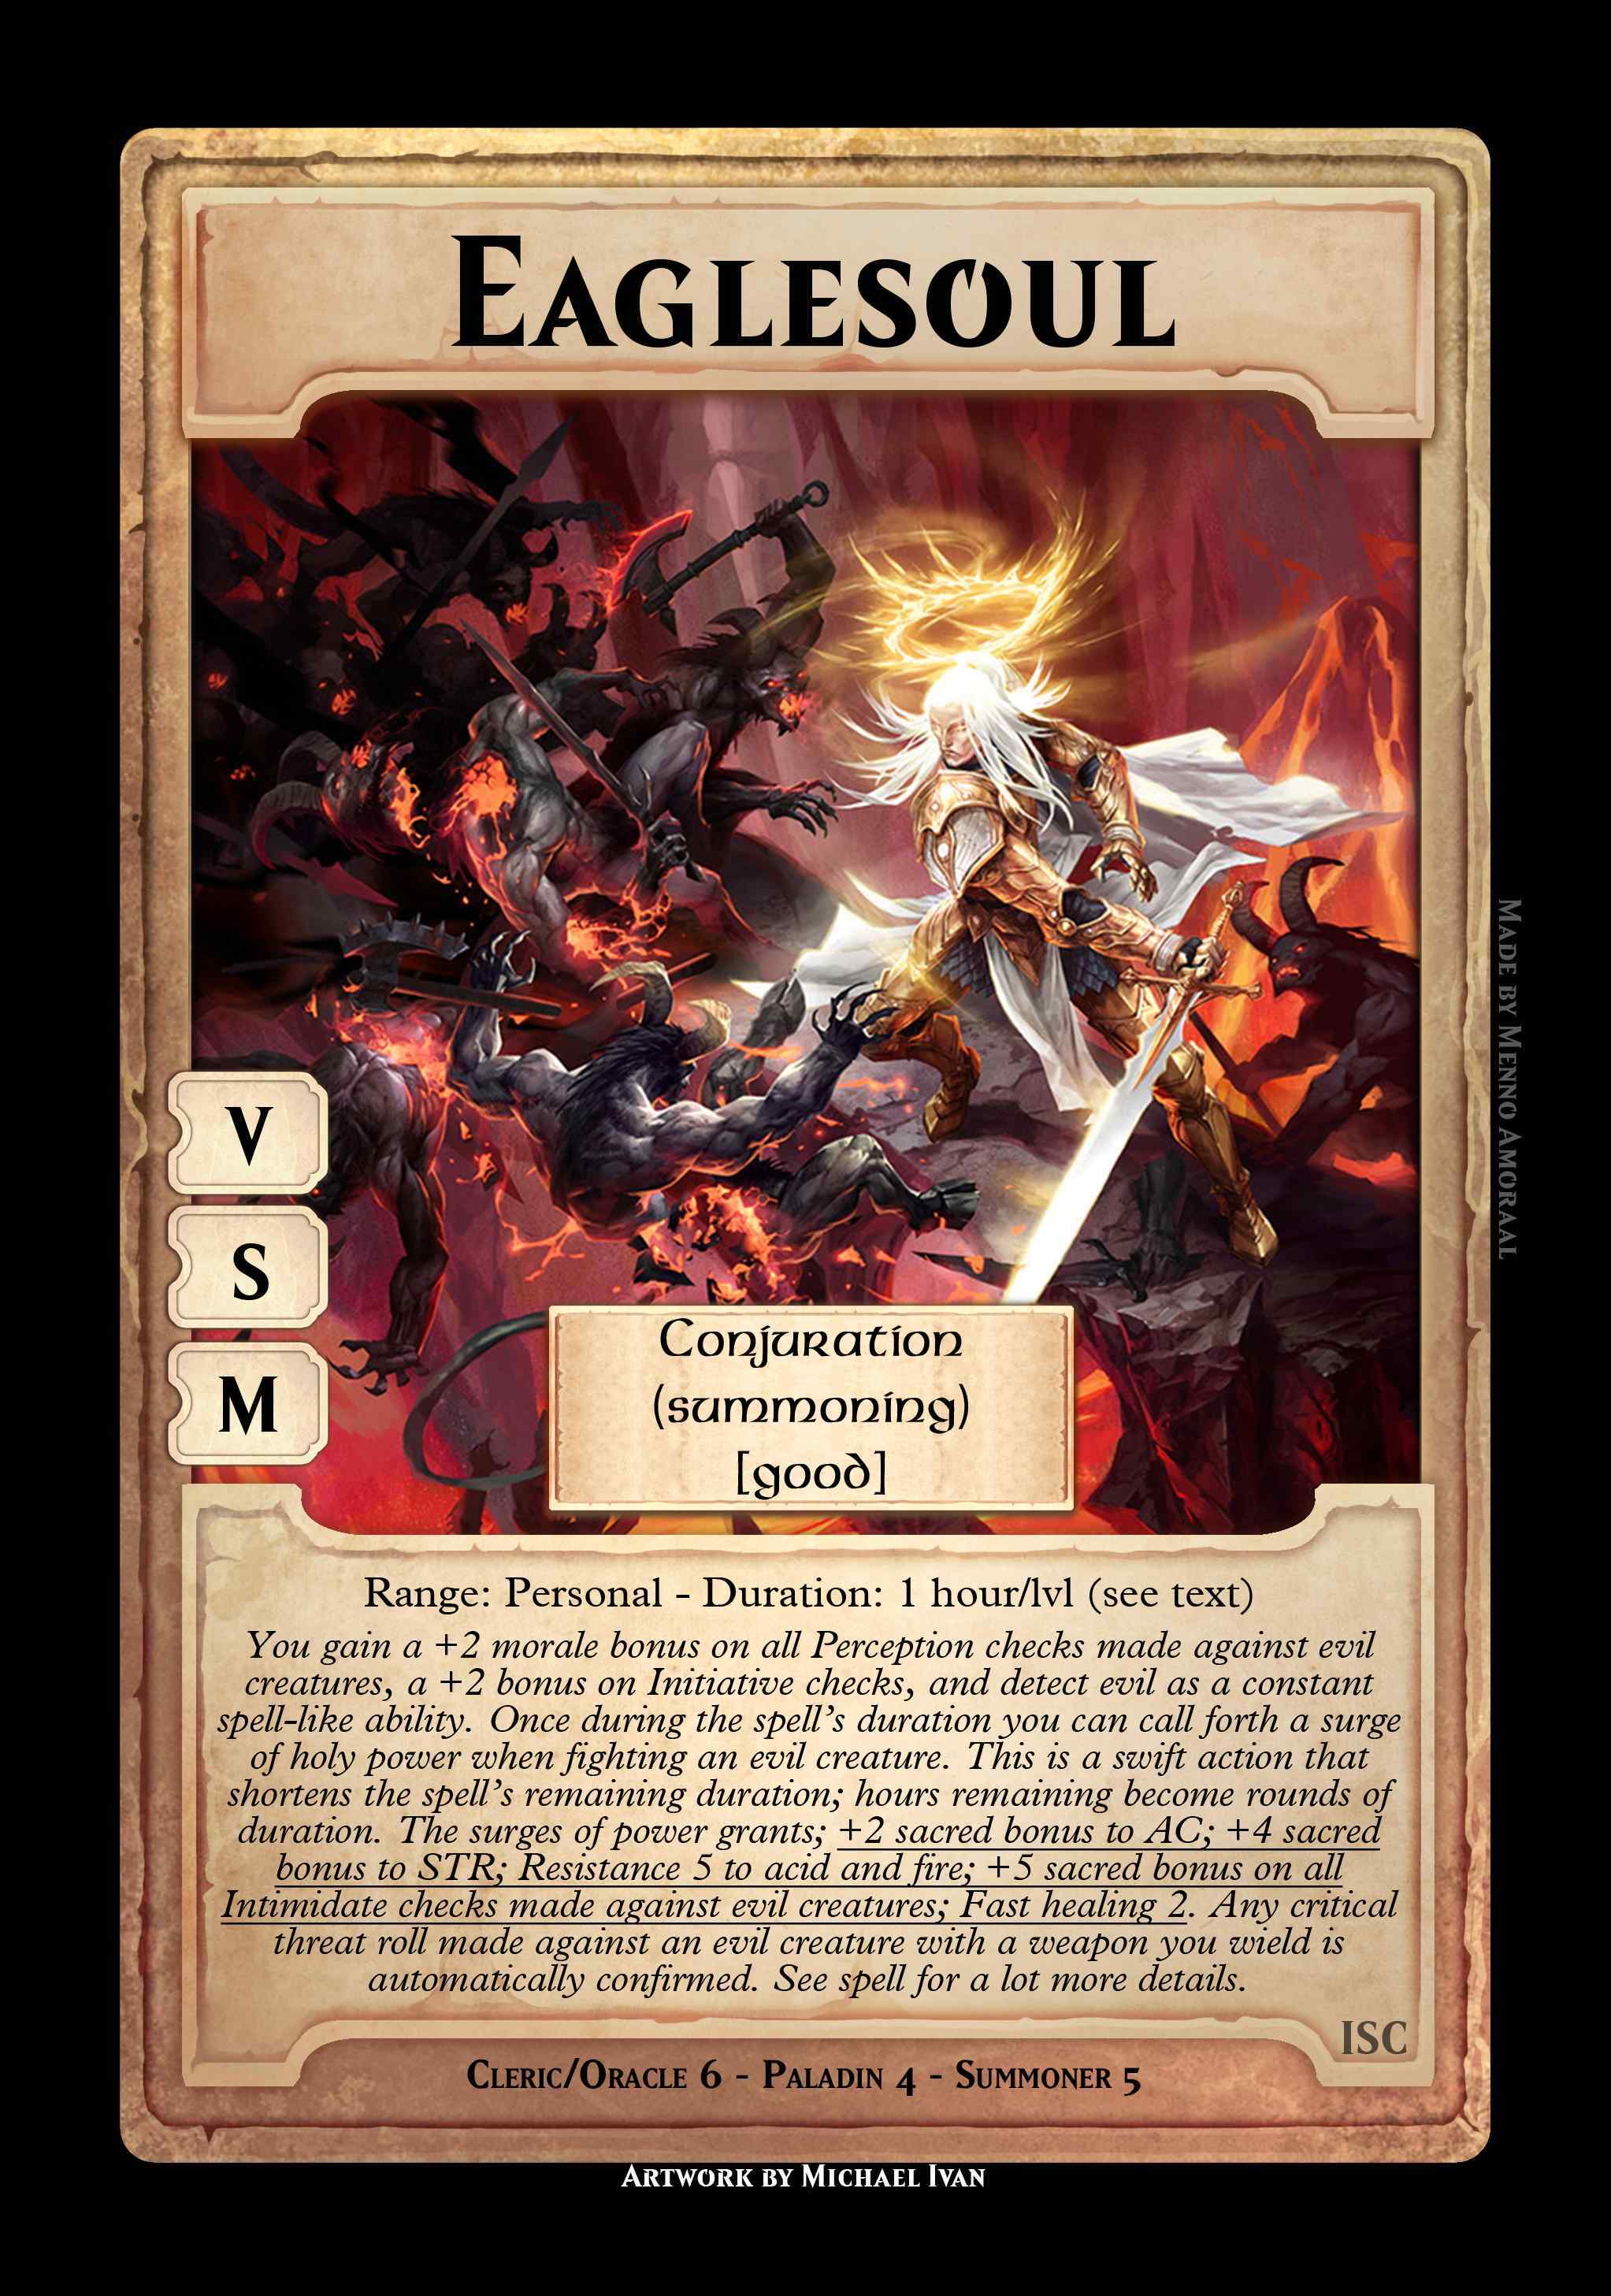 Eaglesoul
V
S
M
Conjuration
(summoning)
[good]
Range: Personal - Duration: 1 hour/lvl (see text)
You gain a +2 morale bonus on all Perception checks made against evil
creatures, a +2 bonus on Initiative checks, and detect evil as a constant
spell-like ability. Once during the spell's duration you can call forth a surge
of holy power when fighting an evil creature. This is a swift action that
shortens the spell's remaining duration; hours remaining become rounds of
duration. The surges of power grants; +2 sacred bonus to AC; +4 sacred
bonus to STR; Resistance 5 to acid and fire; +5 sacred bonus on all
Intimidate checks made against evil creatures; Fast healing 2. Any critical
threat roll made against an evil creature with a weapon you wield is
automatically confirmed. See spell for a lot more details.
ISC
Cleric/Oracle 6 - Paladin 4 - Summoner 5
Artwork by Michael Ivan
Made by Menno Amoraal